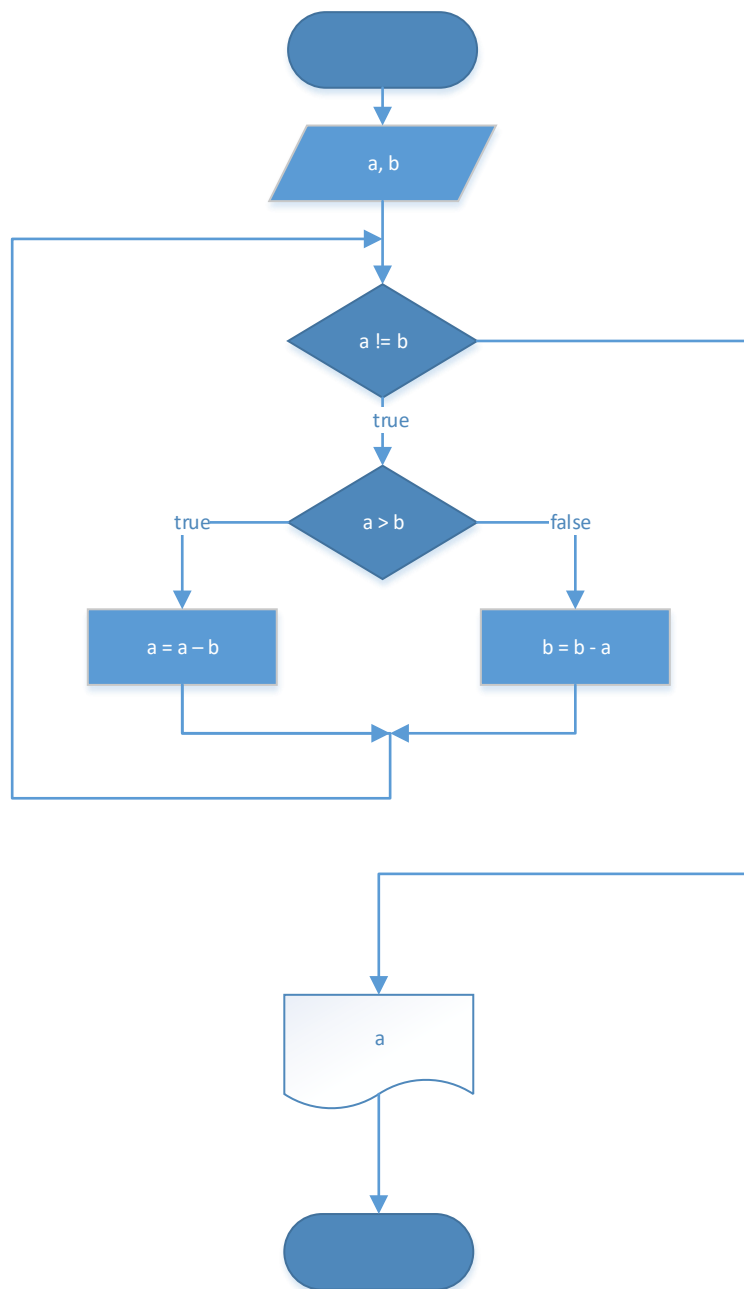 a, b
a != b
true
a > b
true
false
a = a – b
b = b - a
a